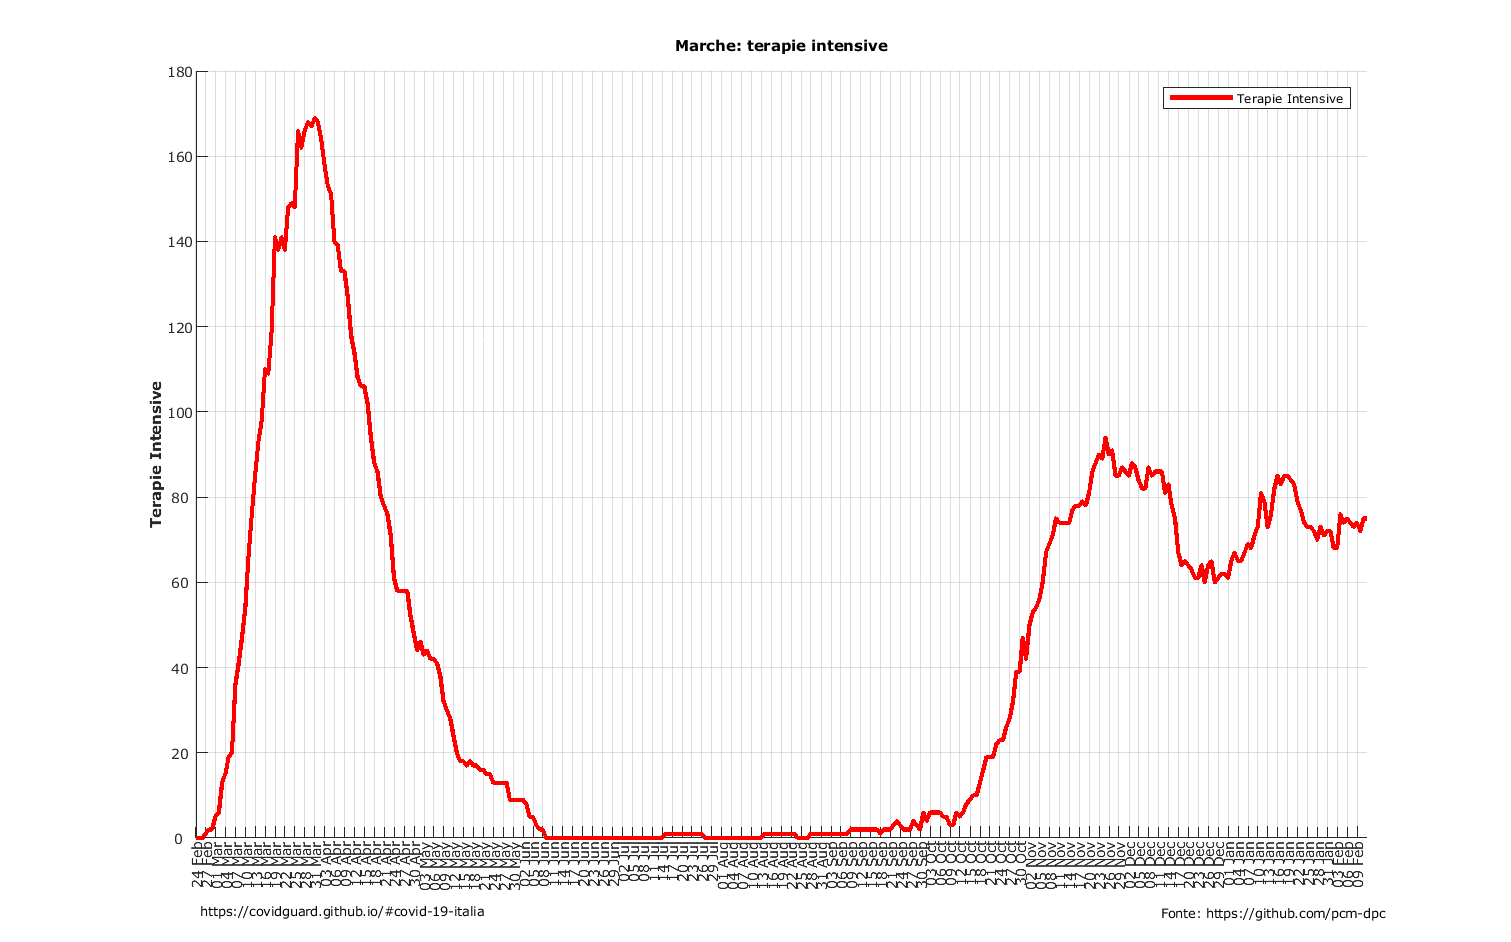 Marche: terapie intensive
Terapie Intensive
Terapie Intensive
180
160
140
120
100
80
60
40
20
0
24 Feb
27 Feb
01 Mar
04 Mar
07 Mar
10 Mar
13 Mar
16 Mar
19 Mar
22 Mar
25 Mar
28 Mar
31 Mar
03 Apr
06 Apr
09 Apr
12 Apr
15 Apr
18 Apr
21 Apr
24 Apr
27 Apr
30 Apr
03 May
06 May
09 May
12 May
15 May
18 May
21 May
24 May
27 May
30 May
02 Jun
05 Jun
08 Jun
11 Jun
14 Jun
17 Jun
20 Jun
23 Jun
26 Jun
29 Jun
02 Jul
05 Jul
08 Jul
11 Jul
14 Jul
17 Jul
20 Jul
23 Jul
26 Jul
29 Jul
01 Aug
04 Aug
07 Aug
10 Aug
13 Aug
16 Aug
19 Aug
22 Aug
25 Aug
28 Aug
31 Aug
03 Sep
06 Sep
09 Sep
12 Sep
15 Sep
18 Sep
21 Sep
24 Sep
27 Sep
30 Sep
03 Oct
06 Oct
09 Oct
12 Oct
15 Oct
18 Oct
21 Oct
24 Oct
27 Oct
30 Oct
02 Nov
05 Nov
08 Nov
11 Nov
14 Nov
17 Nov
20 Nov
23 Nov
26 Nov
29 Nov
02 Dec
05 Dec
08 Dec
11 Dec
14 Dec
17 Dec
20 Dec
23 Dec
26 Dec
29 Dec
01 Jan
04 Jan
07 Jan
10 Jan
13 Jan
16 Jan
19 Jan
22 Jan
25 Jan
28 Jan
31 Jan
03 Feb
06 Feb
09 Feb
https://covidguard.github.io/#covid-19-italia
Fonte: https://github.com/pcm-dpc